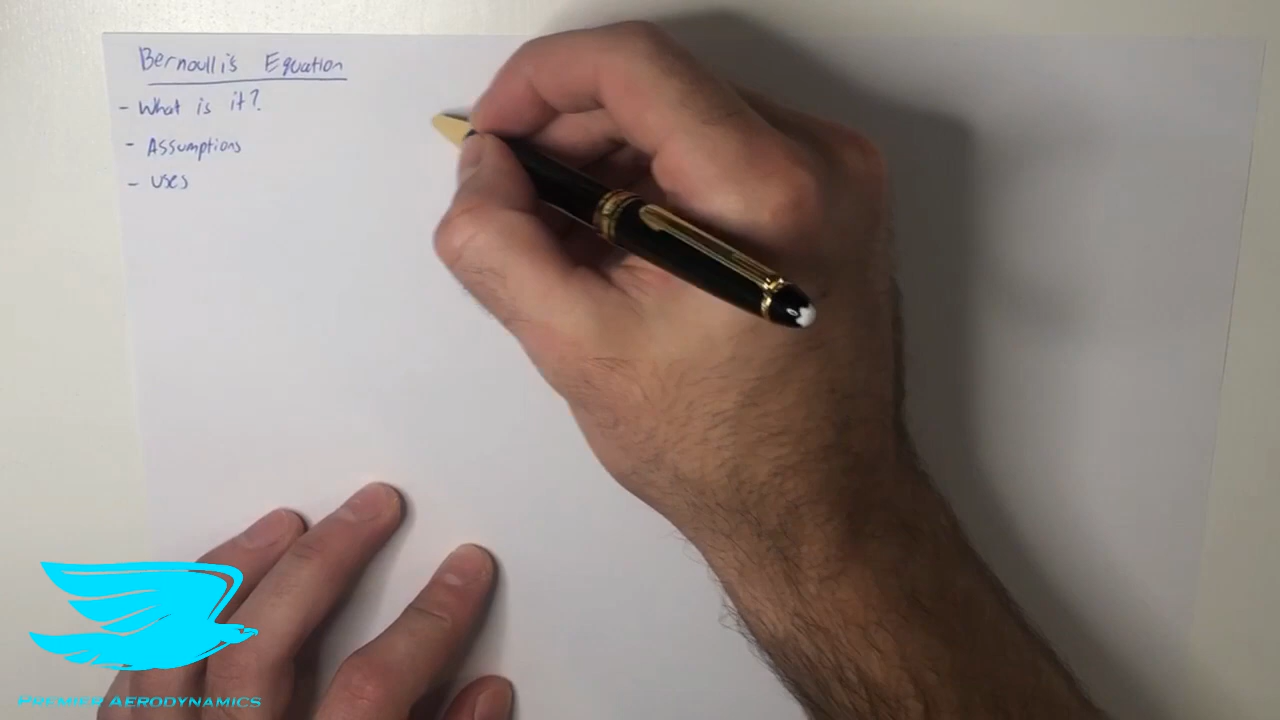 Bernoulli's Equation
- What is it?
- Assumptions
- Uses
Premier Aerodynamics